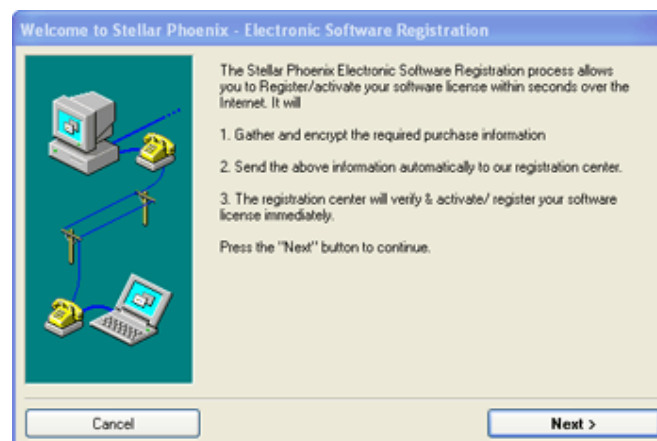 Welcome to Stellar Phoenix - Electronic Software Registration
The Stellar Phoenix Electronic Software Registration process allows
you to Register/activate your software license within seconds over the
Internet. It will
1. Gather and encrypt the required purchase information
2. Send the above information automatically to our registration center.
3. The registration center will verify & activate/ register your software
license immediately.
Press the "Next" button to continue.
Cancel
Next >